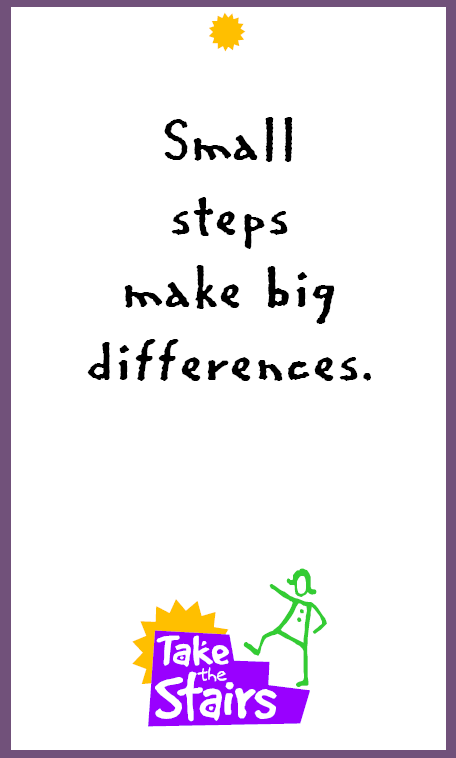 Small
steps
make big
differences.
Take
the
Stairs